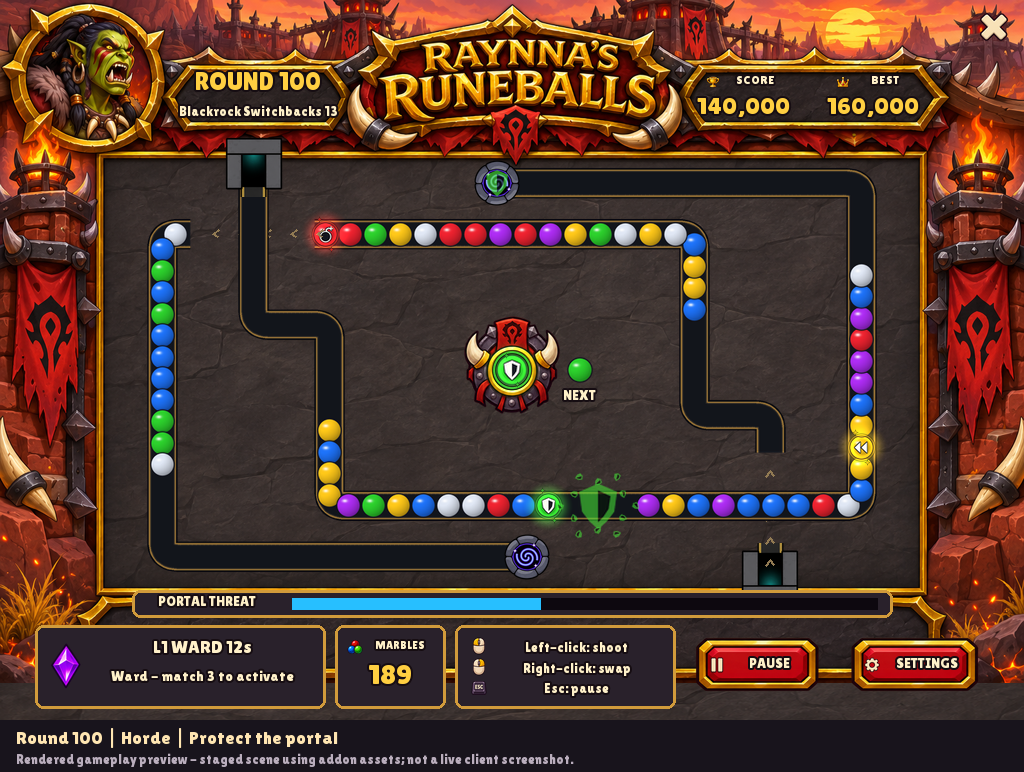 RAYNNA'S
RUNEBALLS
ROUND 100
Blackrock Switchbacks 13
SCORE
BEST
140,000
160,000
NEXT
PORTAL THREAT
L1 WARD 12s
Ward - match 3 to activate
MARBLES
189
Left-click: shoot
Right-click: swap
ESC
Esc: pause
PAUSE
SETTINGS
Round 100 | Horde | Protect the portal
Rendered gameplay preview - staged scene using addon assets; not a live client screenshot.